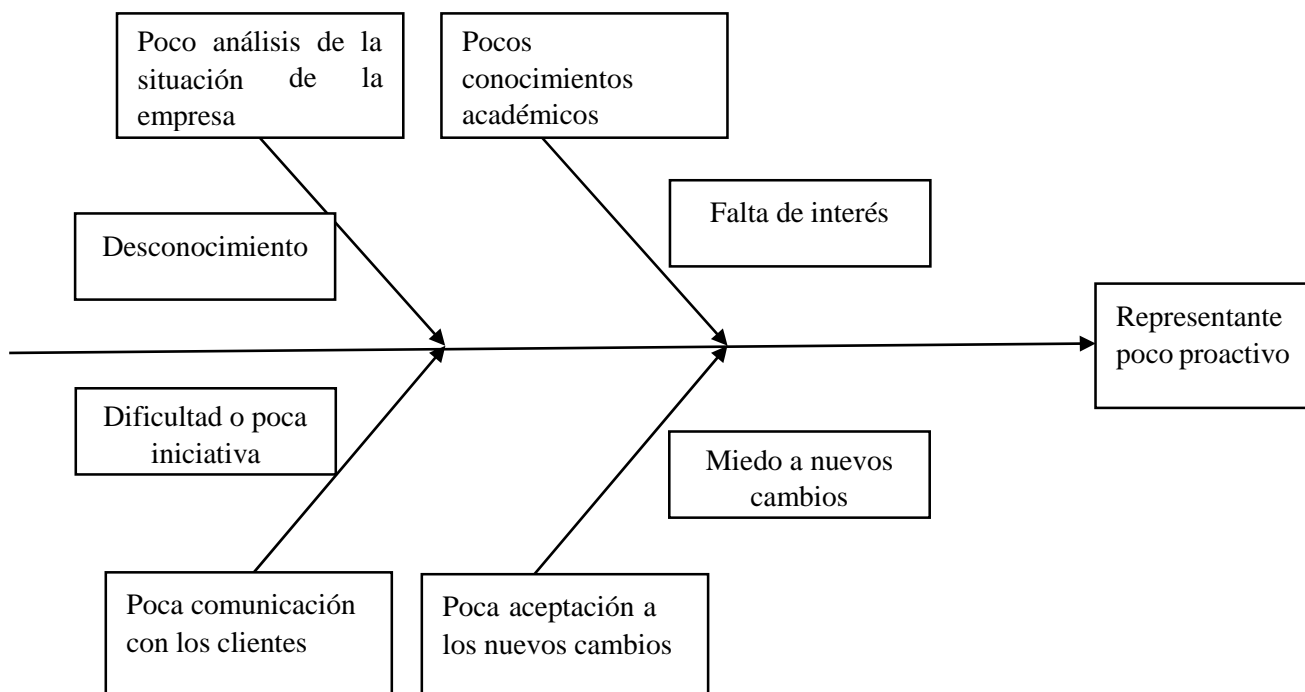 Poco análisis de la
situación de la
empresa
Pocos
conocimientos
académicos
Falta de interés
Desconocimiento
Representante
poco proactivo
Dificultad o poca
iniciativa
Miedo a nuevos
cambios
Poca comunicación
con los clientes
Poca aceptación a
los nuevos cambios